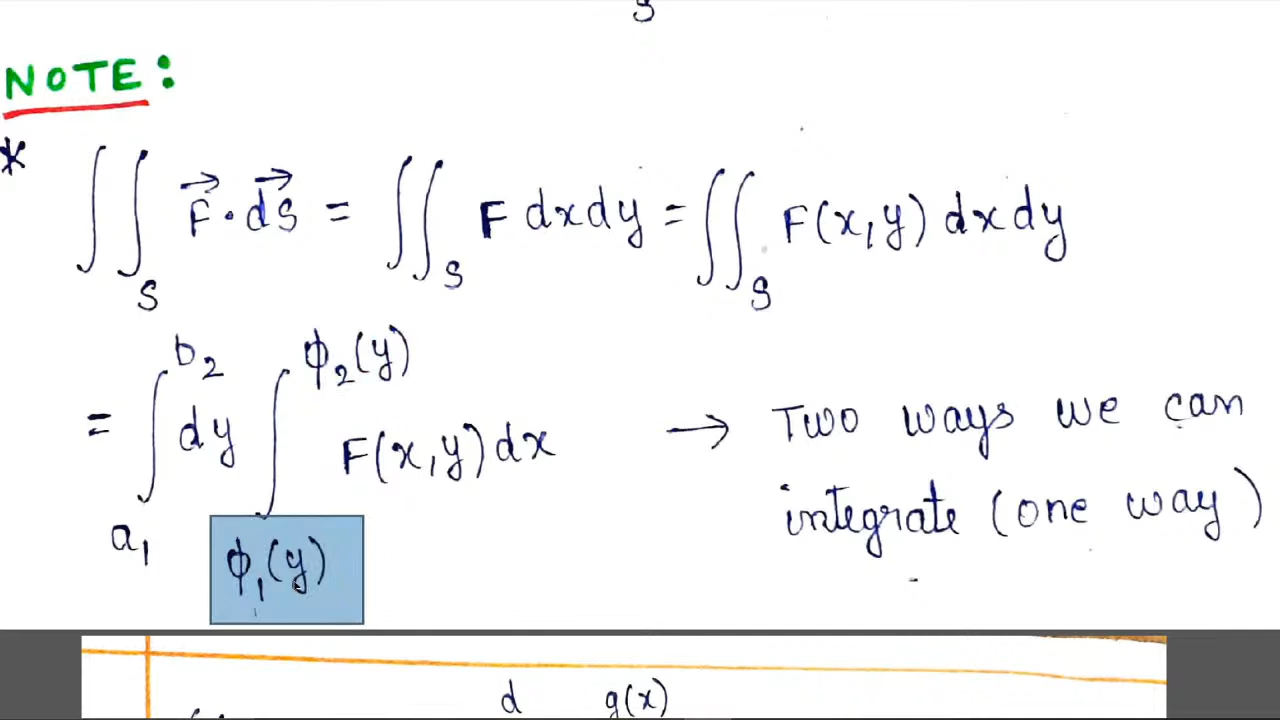 S
NOTE:
* ∫∫_S F⃗ · dS⃗ = ∫∫_S F dxdy = ∫∫_S F(x,y) dxdy
= ∫_{a₁}^{b₂} dy ∫_{ϕ₁(y)}^{ϕ₂(y)} F(x,y) dx → Two ways we can
integrate (one way)
d g(x)